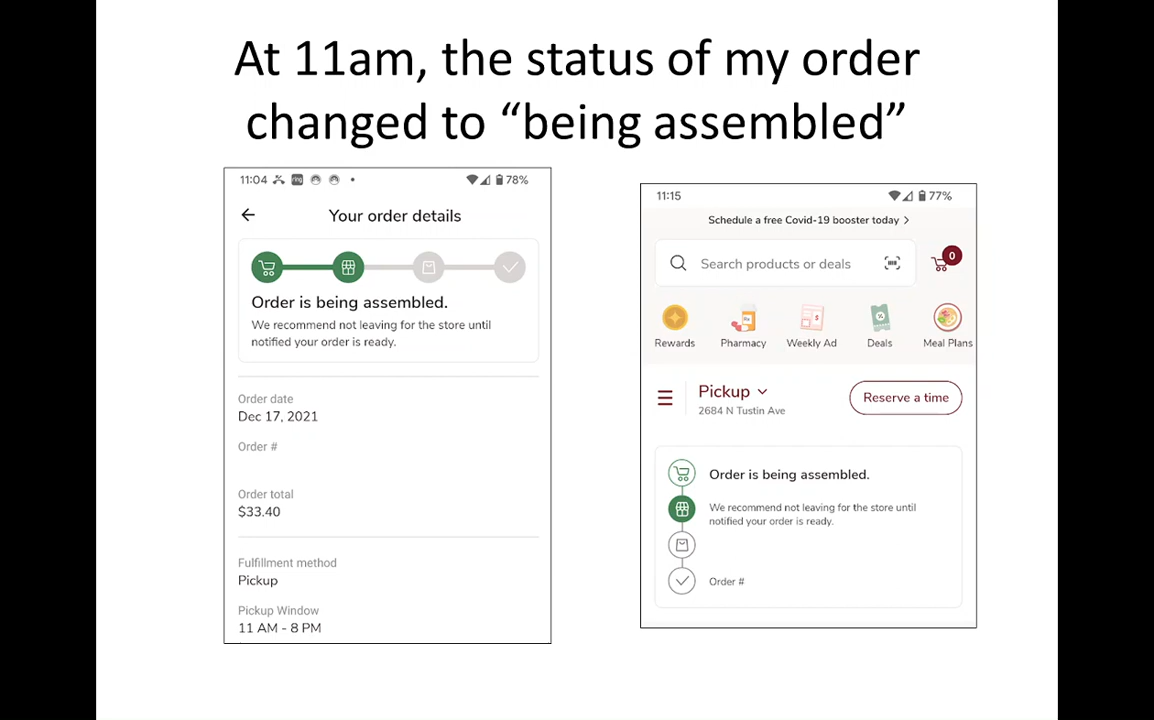 At 11am, the status of my order
changed to “being assembled”
11:04
ring
78%
Your order details
Order is being assembled.
We recommend not leaving for the store until
notified your order is ready.
Order date
Dec 17, 2021
Order #
Order total
$33.40
Fulfillment method
Pickup
Pickup Window
11 AM - 8 PM
11:15
77%
Schedule a free Covid-19 booster today
Search products or deals
0
Rewards
Pharmacy
Weekly Ad
Deals
Meal Plans
Pickup
2684 N Tustin Ave
Reserve a time
Order is being assembled.
We recommend not leaving for the store until
notified your order is ready.
Order #